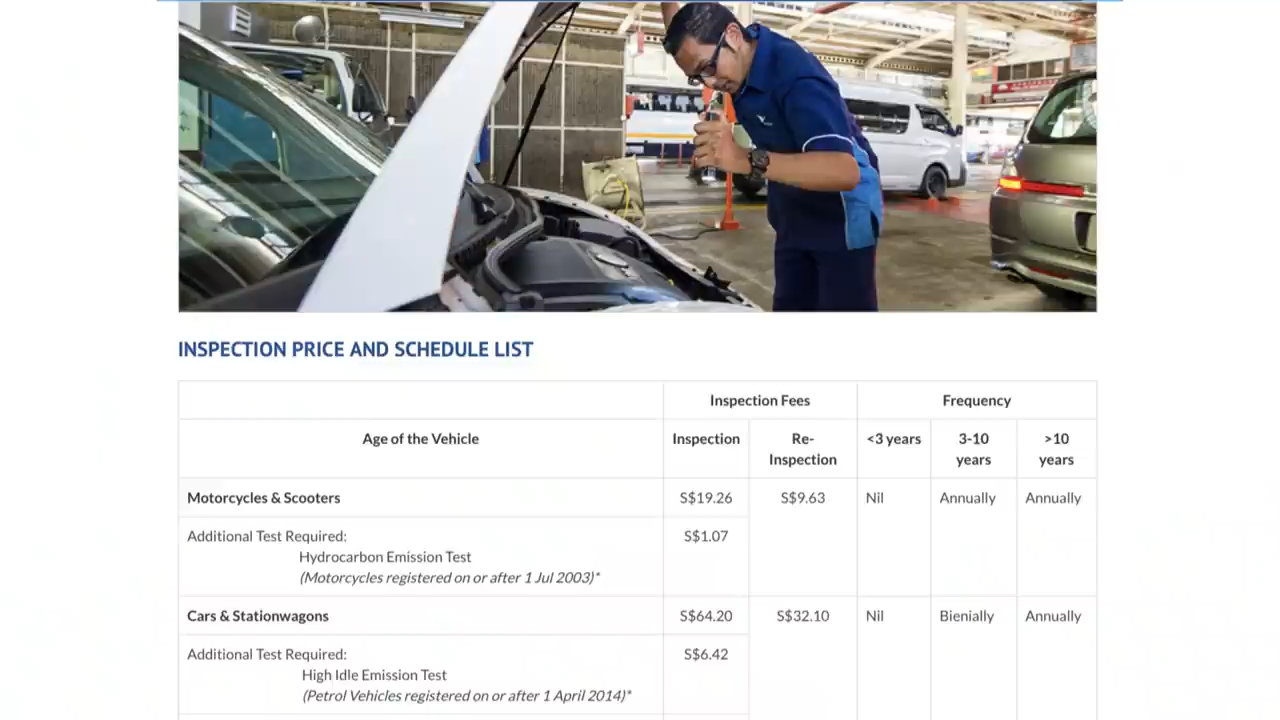 INSPECTION PRICE AND SCHEDULE LIST
Inspection Fees Frequency
Age of the Vehicle Inspection Re-Inspection <3 years 3-10 years >10 years
Motorcycles & Scooters S$19.26 S$9.63 Nil Annually Annually
Additional Test Required: S$1.07
Hydrocarbon Emission Test
(Motorcycles registered on or after 1 Jul 2003)*
Cars & Stationwagons S$64.20 S$32.10 Nil Bienially Annually
Additional Test Required: S$6.42
High Idle Emission Test
(Petrol Vehicles registered on or after 1 April 2014)*